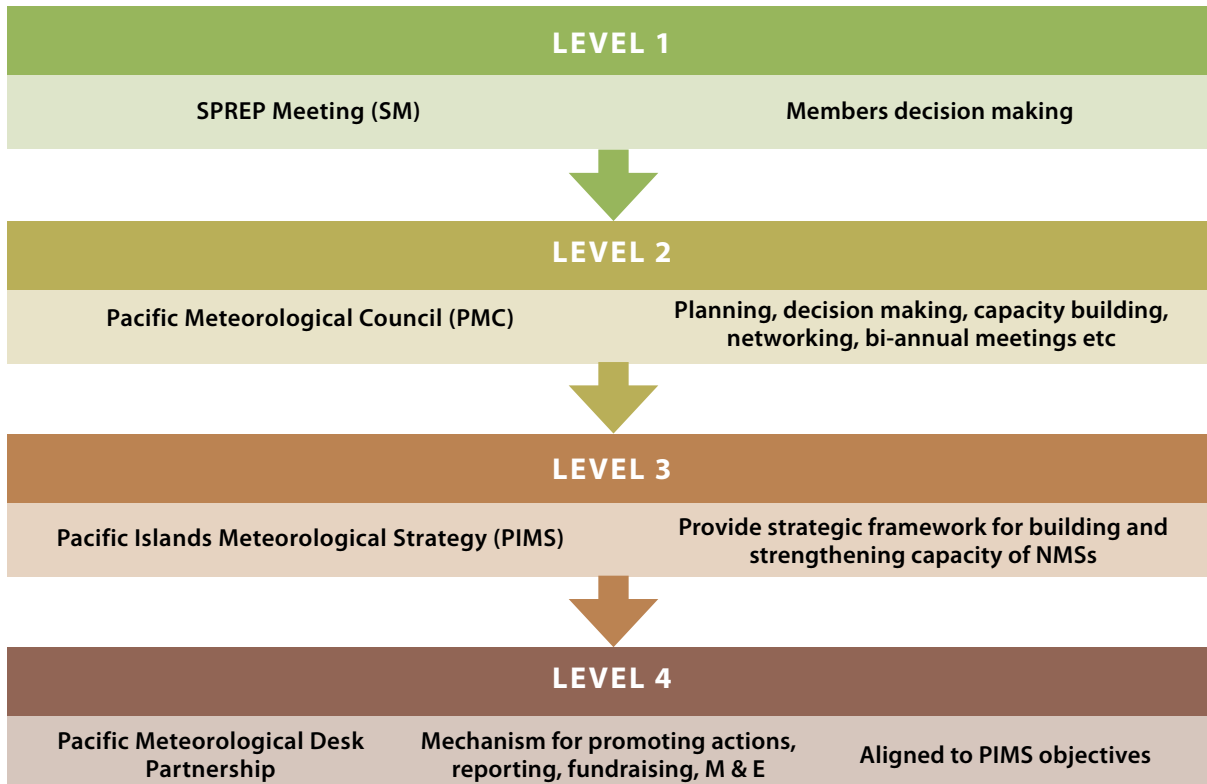 LEVEL 1
SPREP Meeting (SM)
Members decision making
LEVEL 2
Pacific Meteorological Council (PMC)
Planning, decision making, capacity building,
networking, bi-annual meetings etc
LEVEL 3
Pacific Islands Meteorological Strategy (PIMS)
Provide strategic framework for building and
strengthening capacity of NMSs
LEVEL 4
Pacific Meteorological Desk
Partnership
Mechanism for promoting actions,
reporting, fundraising, M & E
Aligned to PIMS objectives